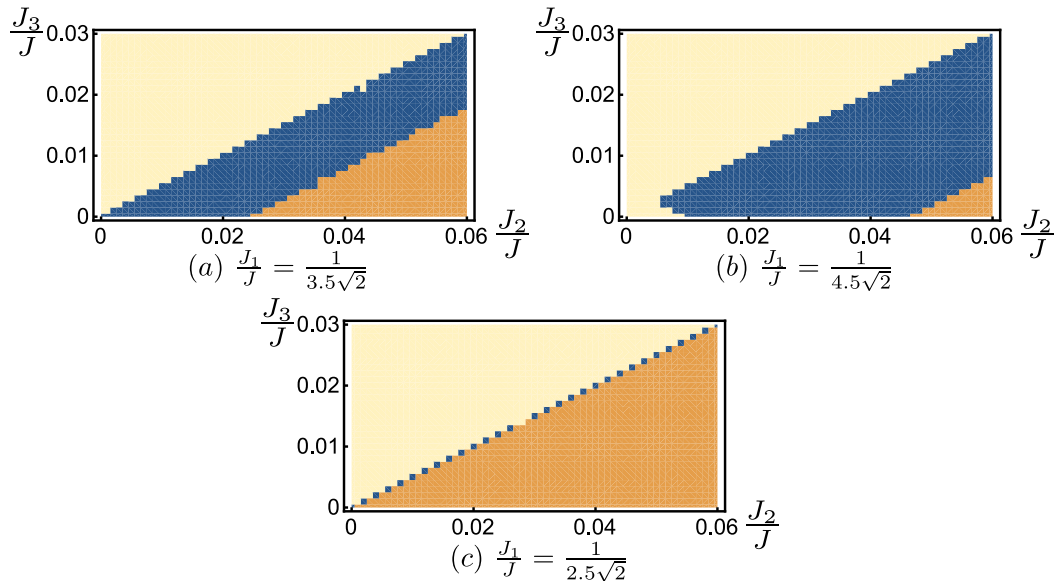 J_3/J
0.03
0.02
0.01
0
0 0.02 0.04 0.06 J_2/J
(a) J_1/J = 1/3.5√2
J_3/J
0.03
0.02
0.01
0
0 0.02 0.04 0.06 J_2/J
(b) J_1/J = 1/4.5√2
J_3/J
0.03
0.02
0.01
0
0 0.02 0.04 0.06 J_2/J
(c) J_1/J = 1/2.5√2